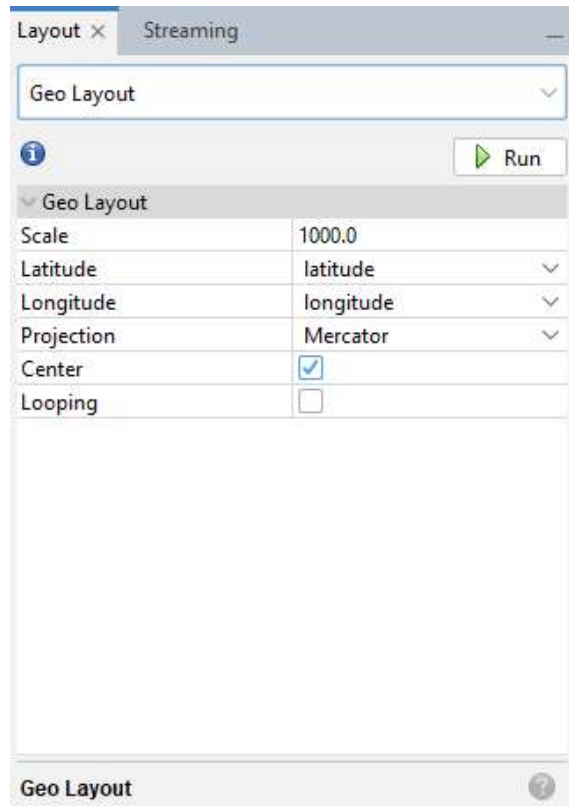 Layout × Streaming
Geo Layout
Run
Geo Layout
Scale 1000.0
Latitude latitude
Longitude longitude
Projection Mercator
Center
Looping
Geo Layout